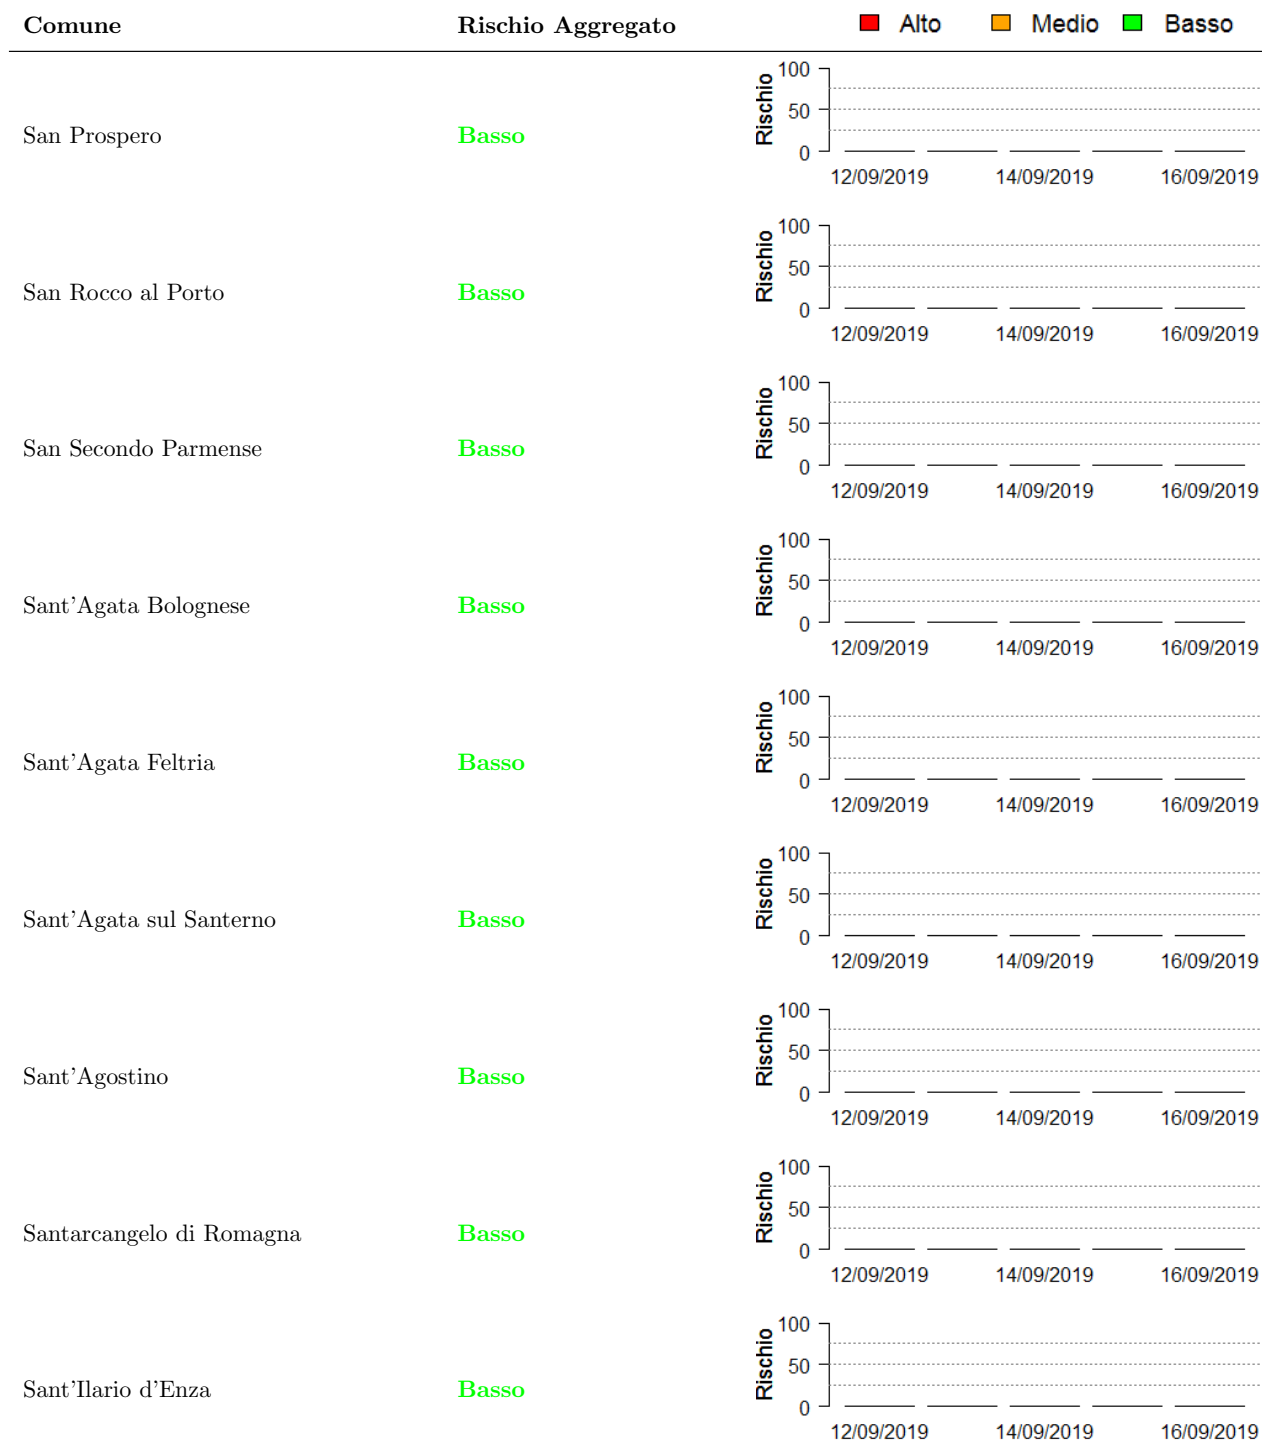 Comune Rischio Aggregato Alto Medio Basso
San Prospero Basso Rischio 100 50 0
12/09/2019 14/09/2019 16/09/2019
San Rocco al Porto Basso Rischio 100 50 0
12/09/2019 14/09/2019 16/09/2019
San Secondo Parmense Basso Rischio 100 50 0
12/09/2019 14/09/2019 16/09/2019
Sant'Agata Bolognese Basso Rischio 100 50 0
12/09/2019 14/09/2019 16/09/2019
Sant'Agata Feltria Basso Rischio 100 50 0
12/09/2019 14/09/2019 16/09/2019
Sant'Agata sul Santerno Basso Rischio 100 50 0
12/09/2019 14/09/2019 16/09/2019
Sant'Agostino Basso Rischio 100 50 0
12/09/2019 14/09/2019 16/09/2019
Santarcangelo di Romagna Basso Rischio 100 50 0
12/09/2019 14/09/2019 16/09/2019
Sant'Ilario d'Enza Basso Rischio 100 50 0
12/09/2019 14/09/2019 16/09/2019